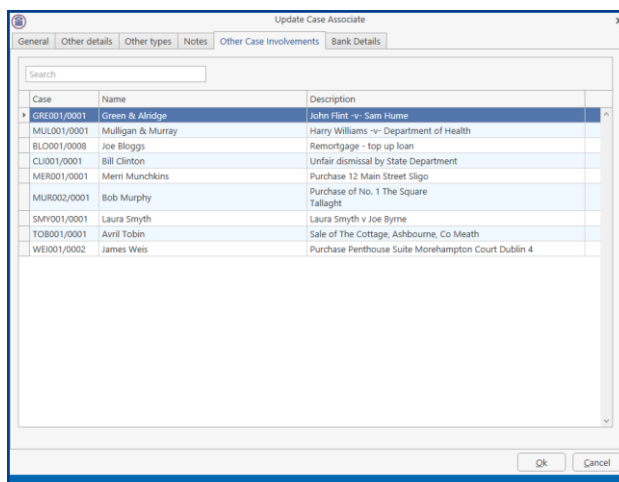 Update Case Associate
General Other details Other types Notes Other Case Involvements Bank Details
Search
Case Name Description
GRE001/0001 Green & Alridge John Flint -v- Sam Hume
MUL001/0001 Mulligan & Murray Harry Williams -v- Department of Health
BLO001/0008 Joe Bloggs Remortgage - top up loan
CLI001/0001 Bill Clinton Unfair dismissal by State Department
MER001/0001 Merri Munchkins Purchase 12 Main Street Sligo
MUR002/0001 Bob Murphy Purchase of No. 1 The Square
Tallaght
SMY001/0001 Laura Smyth Laura Smyth v Joe Byrne
TOB001/0001 Avril Tobin Sale of The Cottage, Ashbourne, Co Meath
WEI001/0002 James Weis Purchase Penthouse Suite Morehampton Court Dublin 4
Ok Cancel